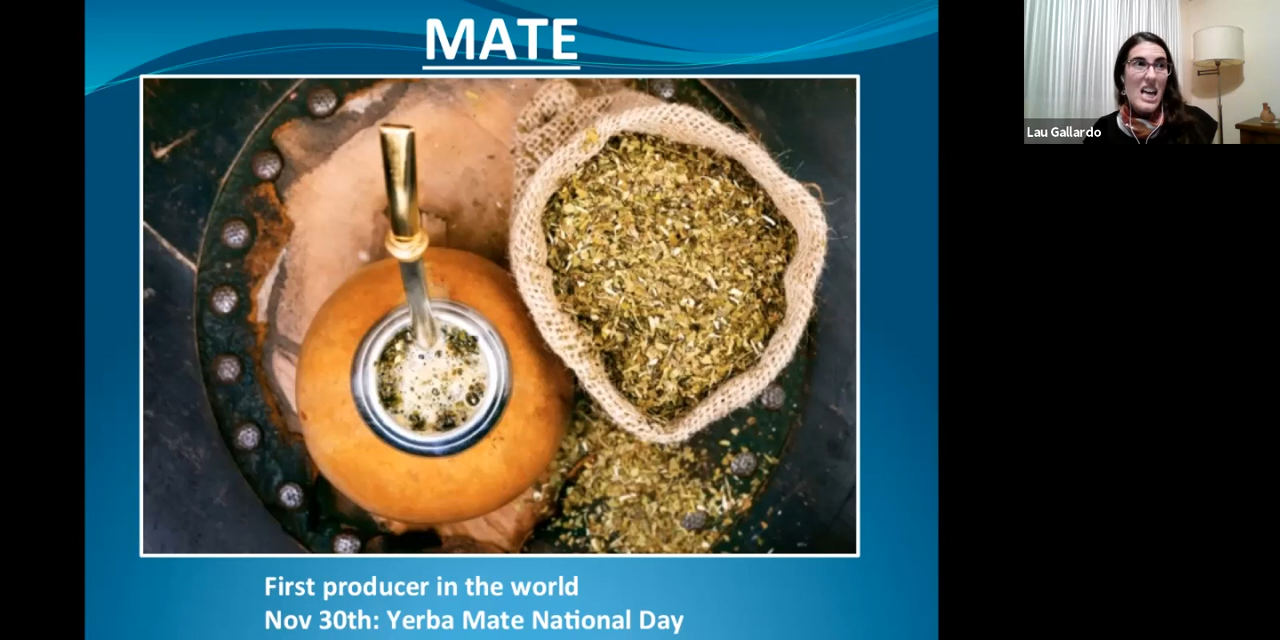 MATE
Lau Gallardo
First producer in the world
Nov 30th: Yerba Mate National Day